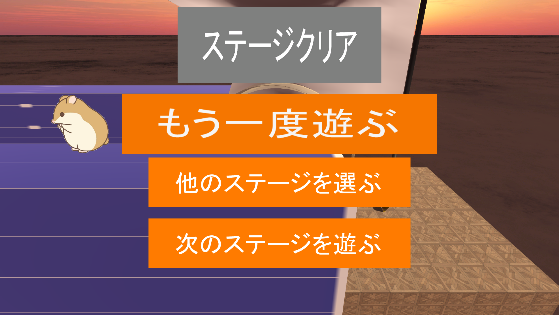 ステージクリア
もう一度遊ぶ
他のステージを選ぶ
次のステージを遊ぶ